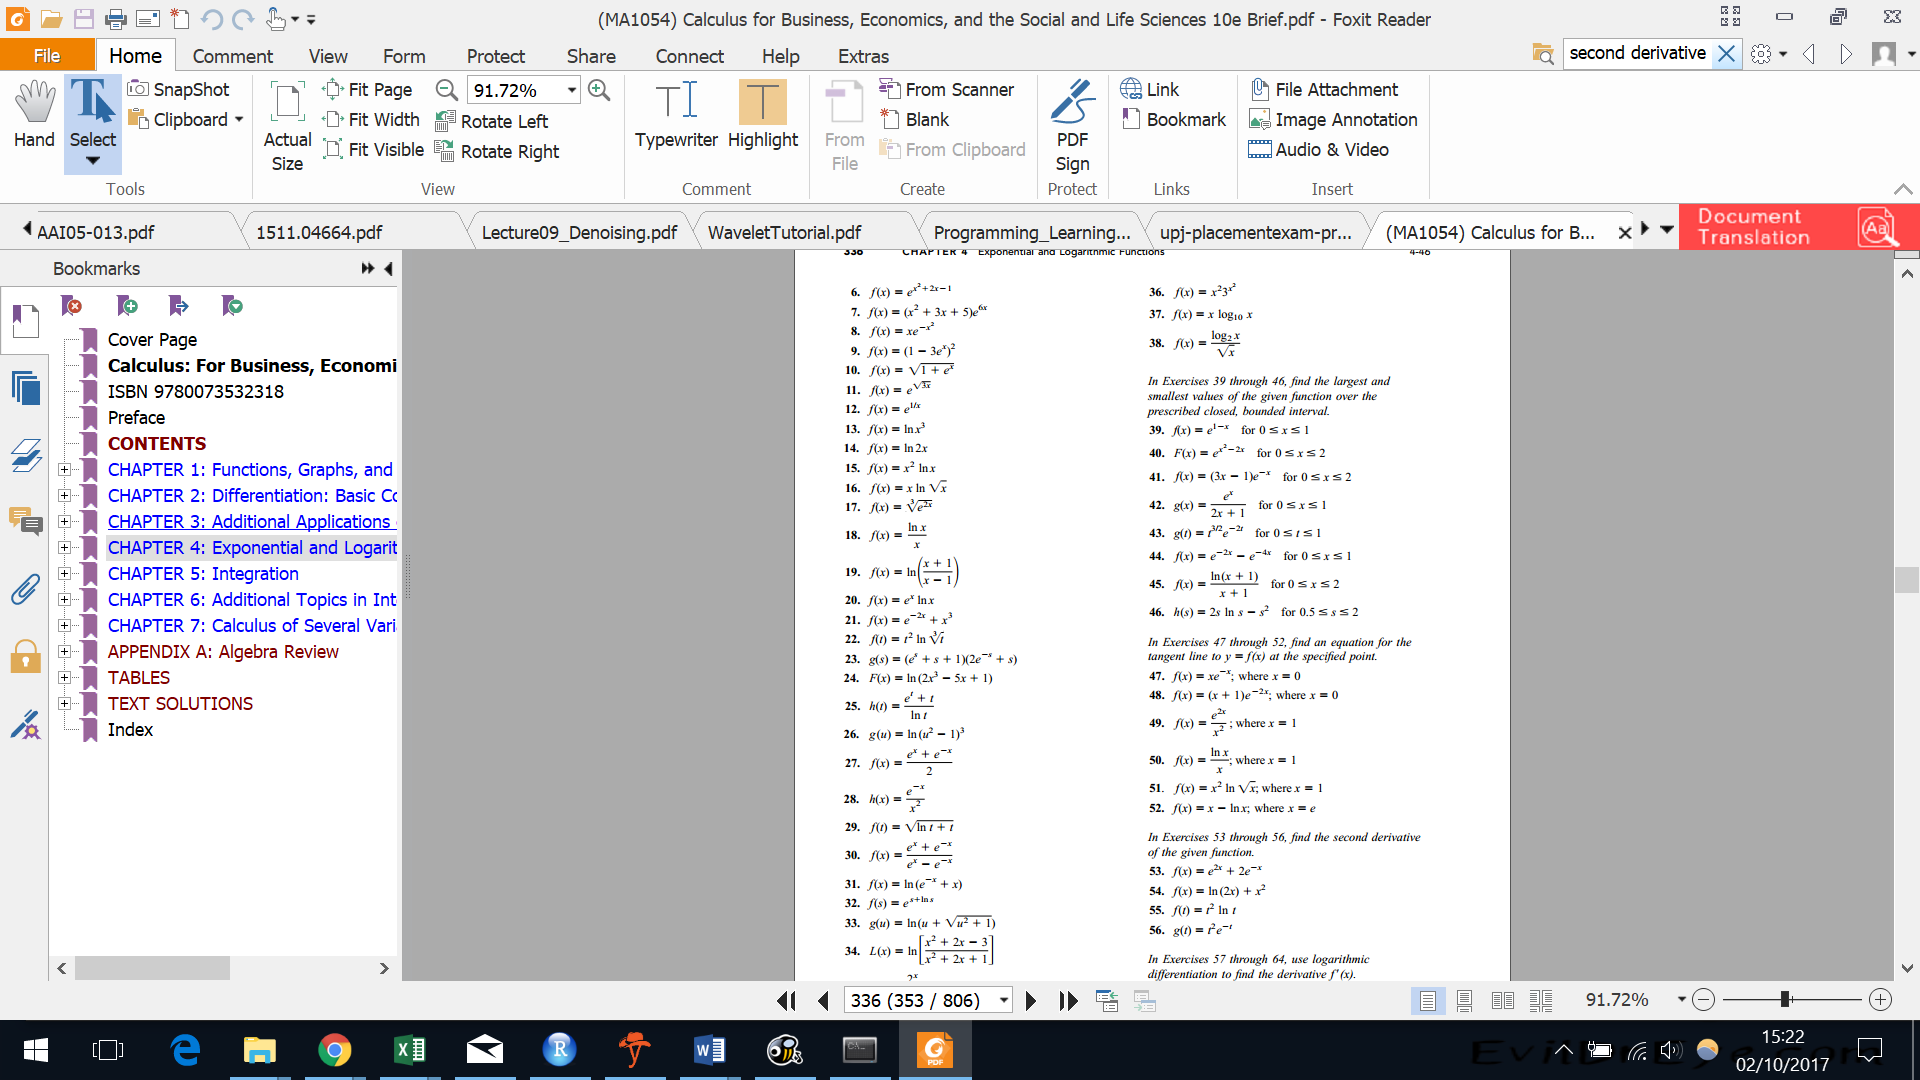 (MA1054) Calculus for Business, Economics, and the Social and Life Sciences 10e Brief.pdf - Foxit Reader
File Home Comment View Form Protect Share Connect Help Extras second derivative
Hand Select SnapShot Clipboard
Tools
Actual Size Fit Page Fit Width Fit Visible 91.72% Rotate Left Rotate Right
View
Typewriter Highlight
Comment
From File From Scanner Blank From Clipboard
Create
PDF Sign
Protect
Link Bookmark
Links
File Attachment Image Annotation Audio & Video
Insert
AAI05-013.pdf 1511.04664.pdf Lecture09_Denoising.pdf WaveletTutorial.pdf Programming_Learning... upj-placementexam-pr... (MA1054) Calculus for B... Document Translation
Bookmarks
Cover Page
Calculus: For Business, Economi
ISBN 9780073532318
Preface
CONTENTS
CHAPTER 1: Functions, Graphs, and
CHAPTER 2: Differentiation: Basic Co
CHAPTER 3: Additional Applications
CHAPTER 4: Exponential and Logarit
CHAPTER 5: Integration
CHAPTER 6: Additional Topics in Int
CHAPTER 7: Calculus of Several Vari
APPENDIX A: Algebra Review
TABLES
TEXT SOLUTIONS
Index
336 CHAPTER 4 Exponential and Logarithmic Functions 4-46
6. f(x) = e^{x²+2x−1}
7. f(x) = (x² + 3x + 5)e^{6x}
8. f(x) = xe^{−x²}
9. f(x) = (1 − 3e^x)²
10. f(x) = √(1 + e^x)
11. f(x) = e^{√(3x)}
12. f(x) = e^{1/x}
13. f(x) = ln x³
14. f(x) = ln 2x
15. f(x) = x² ln x
16. f(x) = x ln √x
17. f(x) = ∛(e^{2x})
18. f(x) = (ln x)/x
19. f(x) = ln((x + 1)/(x − 1))
20. f(x) = e^x ln x
21. f(x) = e^{−2x} + x³
22. f(t) = t² ln ∛t
23. g(s) = (e^s + s + 1)(2e^{−s} + s)
24. F(x) = ln(2x³ − 5x + 1)
25. h(t) = (e^t + t)/(ln t)
26. g(u) = ln(u² − 1)³
27. f(x) = (e^x + e^{−x})/2
28. h(x) = e^{−x}/x²
29. f(t) = √(ln t + t)
30. f(x) = (e^x + e^{−x})/(e^x − e^{−x})
31. f(x) = ln(e^{−x} + x)
32. f(s) = e^{s+ln s}
33. g(u) = ln(u + √(u² + 1))
34. L(x) = ln[(x² + 2x − 3)/(x² + 2x + 1)]
2^x
36. f(x) = x²3^{x²}
37. f(x) = x log₁₀ x
38. f(x) = (log₂ x)/√x
In Exercises 39 through 46, find the largest and
smallest values of the given function over the
prescribed closed, bounded interval.
39. f(x) = e^{1−x} for 0 ≤ x ≤ 1
40. F(x) = e^{x²−2x} for 0 ≤ x ≤ 2
41. f(x) = (3x − 1)e^{−x} for 0 ≤ x ≤ 2
42. g(x) = e^x/(2x + 1) for 0 ≤ x ≤ 1
43. g(t) = t^{3/2}e^{−2t} for 0 ≤ t ≤ 1
44. f(x) = e^{−2x} − e^{−4x} for 0 ≤ x ≤ 1
45. f(x) = ln(x + 1)/(x + 1) for 0 ≤ x ≤ 2
46. h(s) = 2s ln s − s² for 0.5 ≤ s ≤ 2
In Exercises 47 through 52, find an equation for the
tangent line to y = f(x) at the specified point.
47. f(x) = xe^{−x}; where x = 0
48. f(x) = (x + 1)e^{−2x}; where x = 0
49. f(x) = e^{2x}/x²; where x = 1
50. f(x) = (ln x)/x; where x = 1
51. f(x) = x² ln √x; where x = 1
52. f(x) = x − ln x; where x = e
In Exercises 53 through 56, find the second derivative
of the given function.
53. f(x) = e^{2x} + 2e^{−x}
54. f(x) = ln (2x) + x²
55. f(t) = t² ln t
56. g(t) = t²e^{−t}
In Exercises 57 through 64, use logarithmic
differentiation to find the derivative f′(x).
336 (353 / 806) 91.72%
15:22
02/10/2017